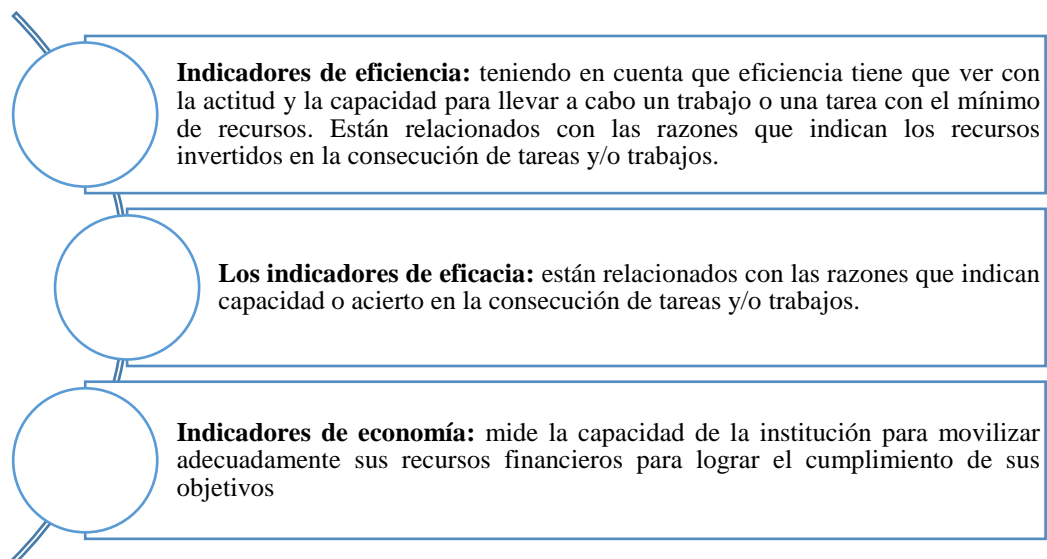 Indicadores de eficiencia: teniendo en cuenta que eficiencia tiene que ver con
la actitud y la capacidad para llevar a cabo un trabajo o una tarea con el mínimo
de recursos. Están relacionados con las razones que indican los recursos
invertidos en la consecución de tareas y/o trabajos.
Los indicadores de eficacia: están relacionados con las razones que indican
capacidad o acierto en la consecución de tareas y/o trabajos.
Indicadores de economía: mide la capacidad de la institución para movilizar
adecuadamente sus recursos financieros para lograr el cumplimiento de sus
objetivos